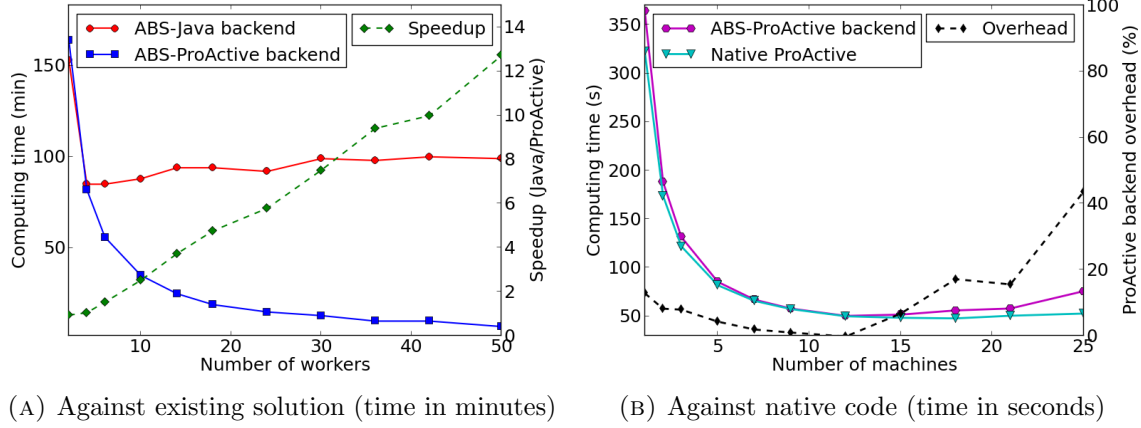 ABS-Java backend
ABS-ProActive backend
Speedup
150
100
50
Computing time (min)
14
12
10
8
6
4
2
0
Speedup (Java/ProActive)
10 20 30 40 50
Number of workers
(A) Against existing solution (time in minutes)
ABS-ProActive backend
Native ProActive
Overhead
350
300
250
200
150
100
50
Computing time (s)
100
80
60
40
20
0
ProActive backend overhead (%)
5 10 15 20 25
Number of machines
(B) Against native code (time in seconds)